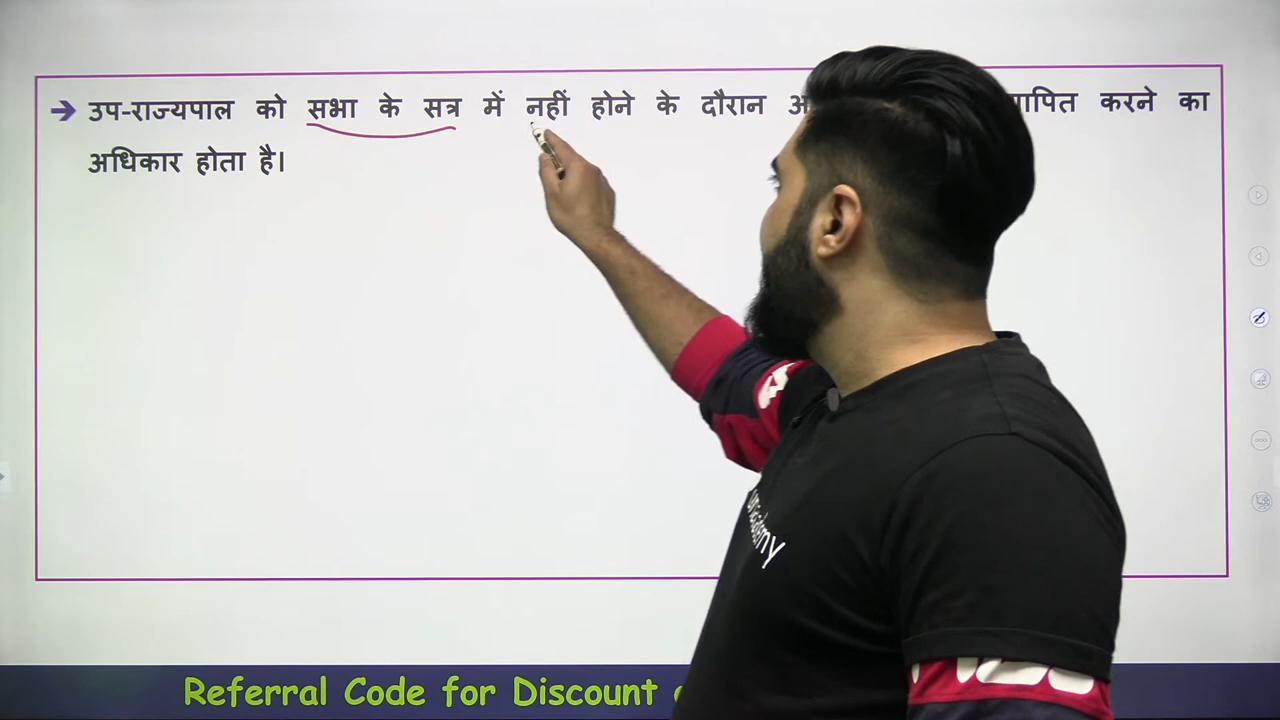 उप-राज्यपाल को सभा के सत्र में नहीं होने के दौरान करने का
अधिकार होता है।
Referral Code for Discount